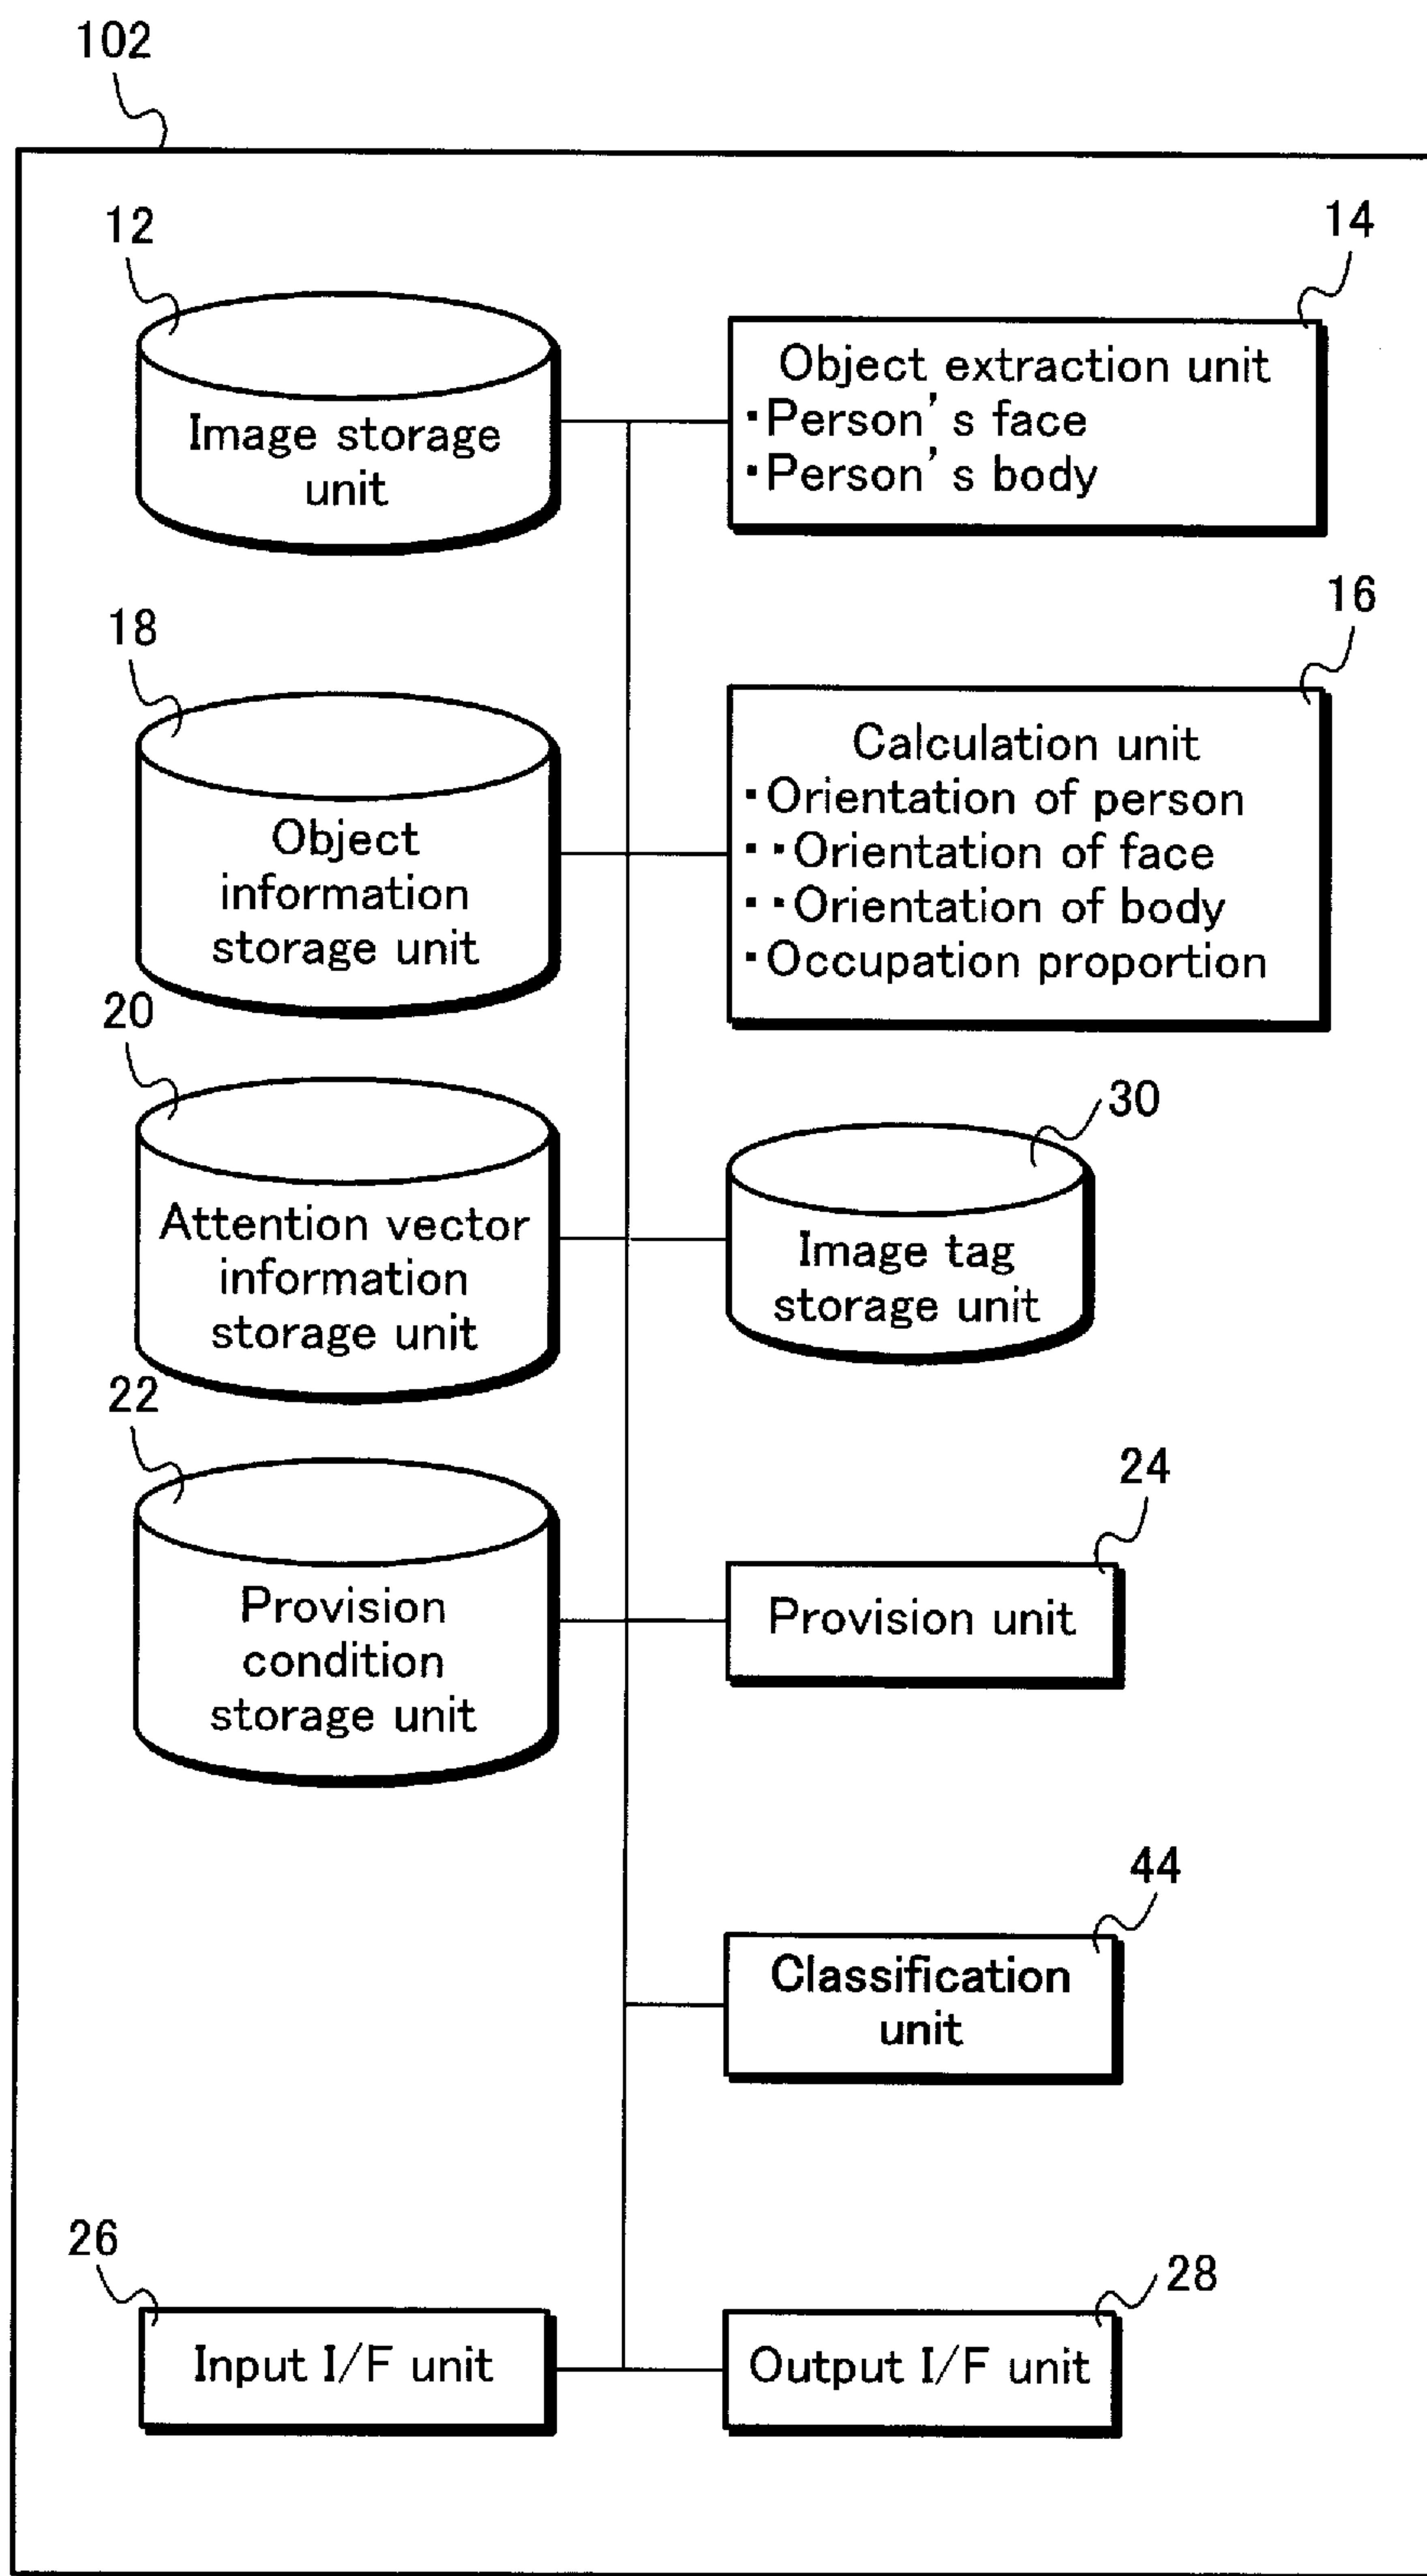 102
12
Image storage
unit
14
Object extraction unit
・Person's face
・Person's body
18
Object
information
storage unit
16
Calculation unit
・Orientation of person
・・Orientation of face
・・Orientation of body
・Occupation proportion
20
Attention vector
information
storage unit
30
Image tag
storage unit
22
Provision
condition
storage unit
24
Provision unit
44
Classification
unit
26
Input I/F unit
28
Output I/F unit